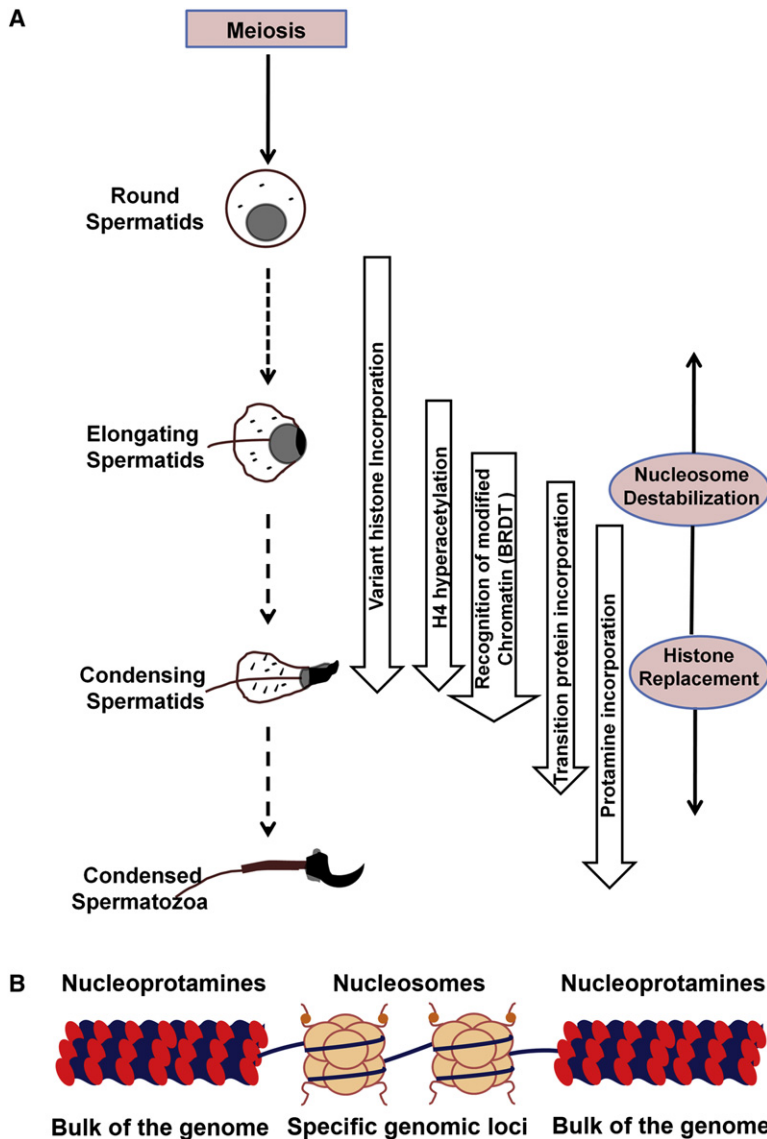 A
Meiosis
Round
Spermatids
Elongating
Spermatids
Condensing
Spermatids
Condensed
Spermatozoa
Variant histone Incorporation
H4 hyperacetylation
Recognition of modified
Chromatin (BRDT )
Transition protein incorporation
Protamine incorporation
Nucleosome
Destabilization
Histone
Replacement
B
Nucleoprotamines
Nucleosomes
Nucleoprotamines
Bulk of the genome
Specific genomic loci
Bulk of the genome